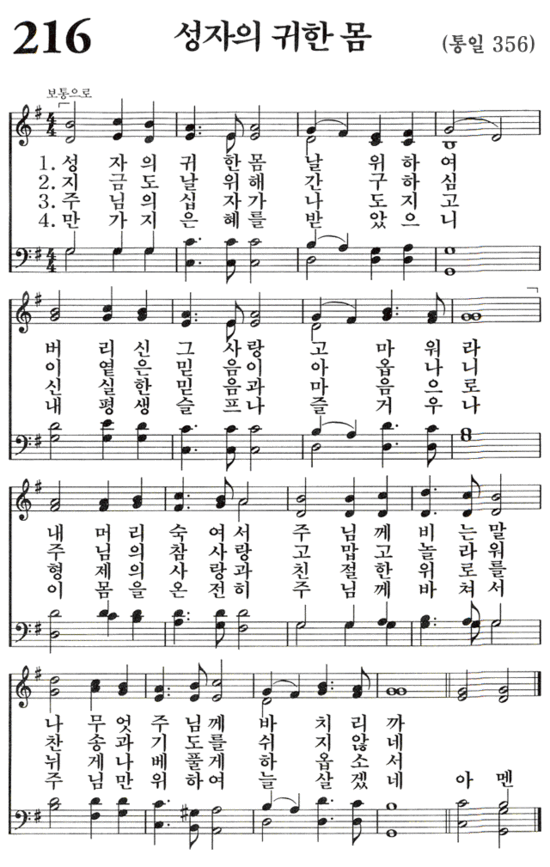 216 성자의 귀한 몸 (통일 356)
보통으로
1. 성 자 의 귀 한 몸 날 위 하 여
2. 지 금 도 날 위 해 간 구 하 심
3. 주 님 의 십 자 가 나 도 지 고
4. 만 가 지 은 혜 를 받 았 으 니
버 리 신 그 사 랑 고 마 워 라
이 옅 은 믿 음 이 아 옵 나 니
신 실 한 믿 음 과 마 음 으 로
내 평 생 슬 프 나 즐 거 우 나
내 머 리 숙 여 서 주 님 께 비 는 말
주 님 의 참 사 랑 고 맙 고 놀 라 워
형 제 의 사 랑 과 친 절 한 위 로 를
이 몸 을 온 전 히 주 님 께 바 쳐 서
나 무 엇 주 님 께 바 치 리 까
찬 송 과 기 도 를 쉬 지 않 네
뉘 게 나 베 풀 게 하 옵 소 서
주 님 만 위 하 여 늘 살 겠 네 아 멘